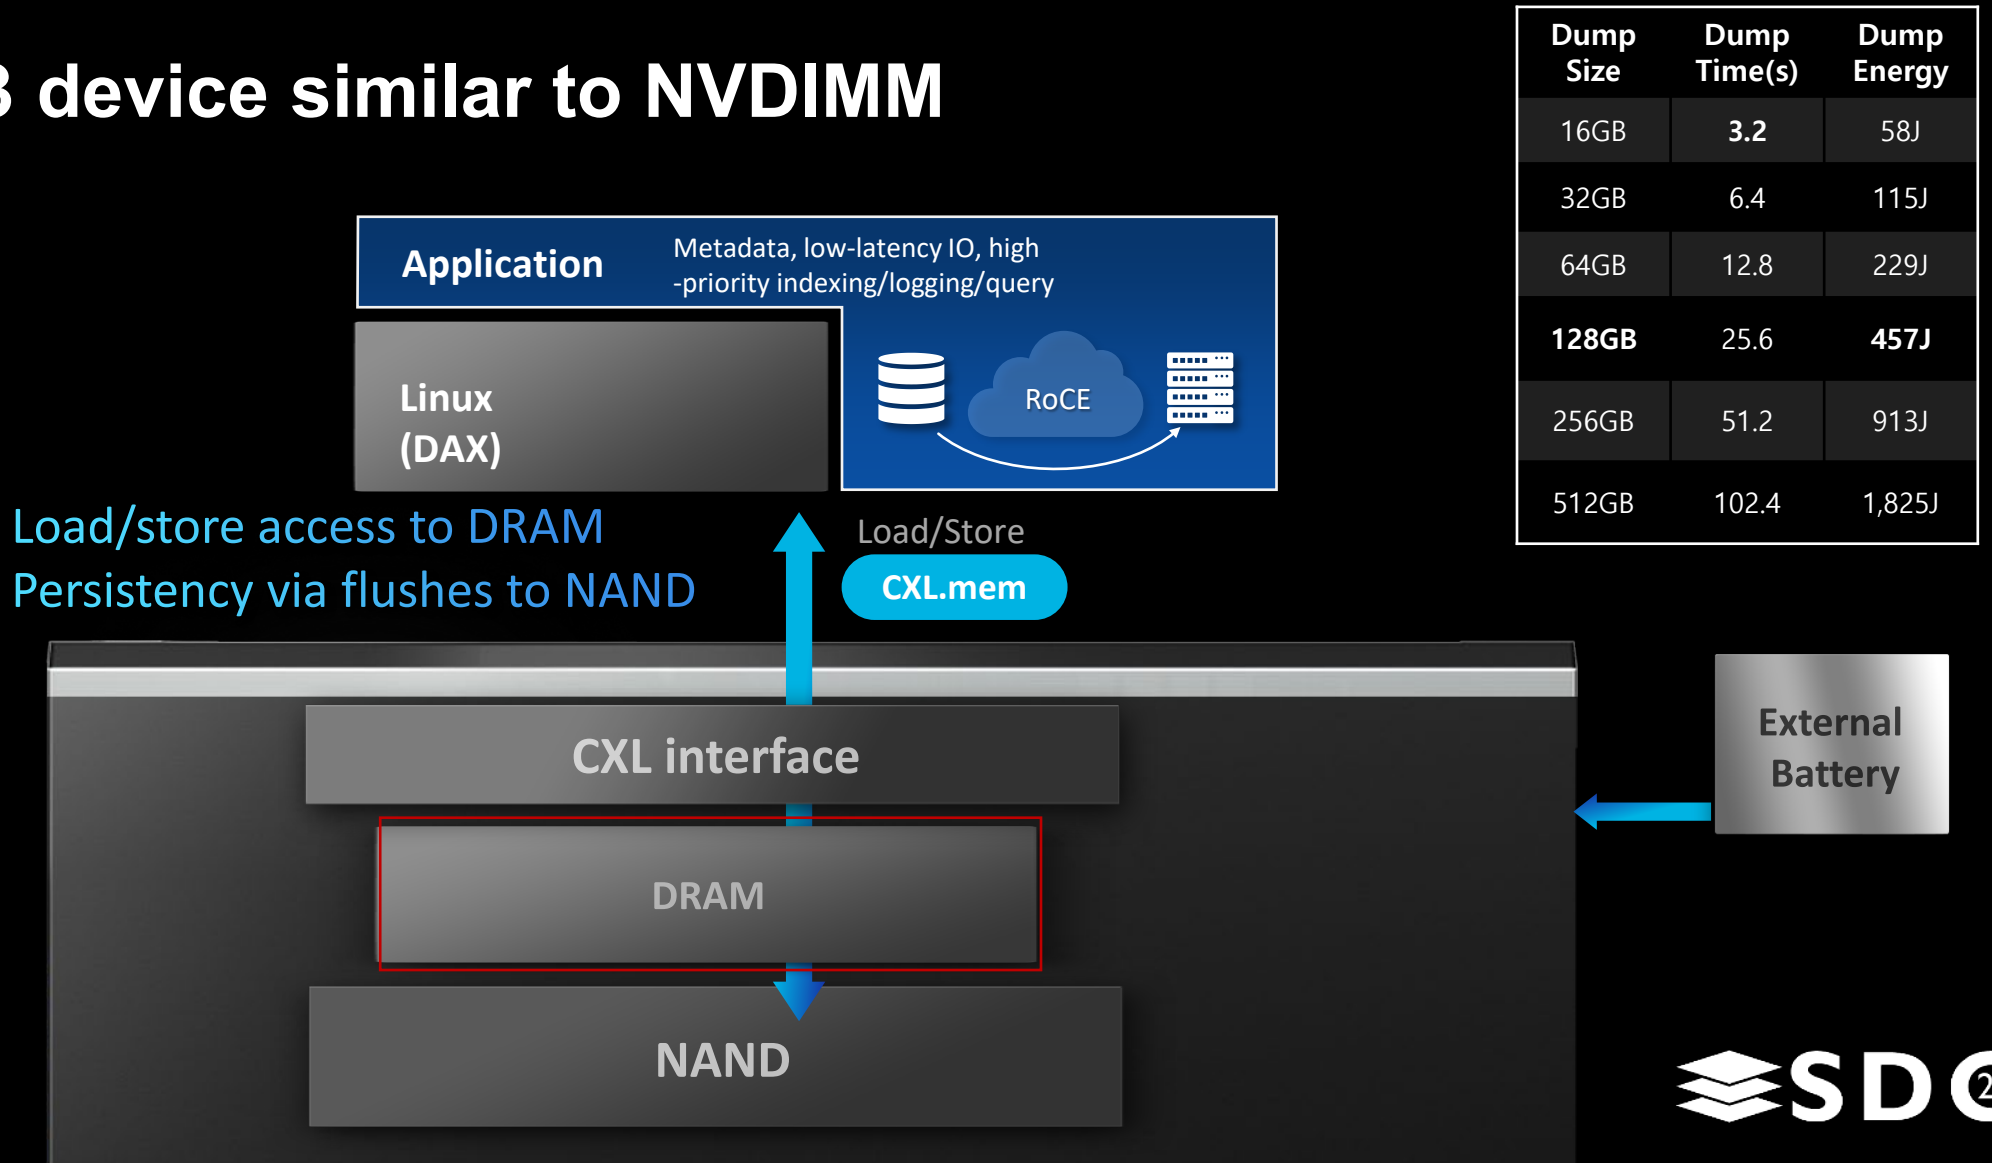 3 device similar to NVDIMM
Dump Size Dump Time(s) Dump Energy
16GB 3.2 58J
32GB 6.4 115J
64GB 12.8 229J
128GB 25.6 457J
256GB 51.2 913J
512GB 102.4 1,825J
Application
Metadata, low-latency IO, high
-priority indexing/logging/query
Linux
(DAX)
RoCE
Load/store access to DRAM
Persistency via flushes to NAND
Load/Store
CXL.mem
CXL interface
External
Battery
DRAM
NAND
SDC
2